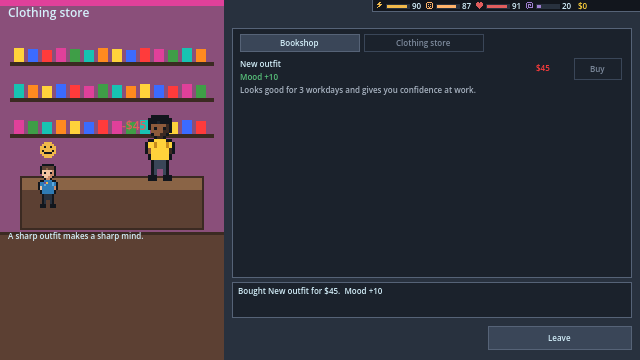 Clothing store
90 87 91 20 $0
Bookshop
Clothing store
New outfit
Mood +10
$45
Buy
Looks good for 3 workdays and gives you confidence at work.
A sharp outfit makes a sharp mind.
Bought New outfit for $45. Mood +10
Leave